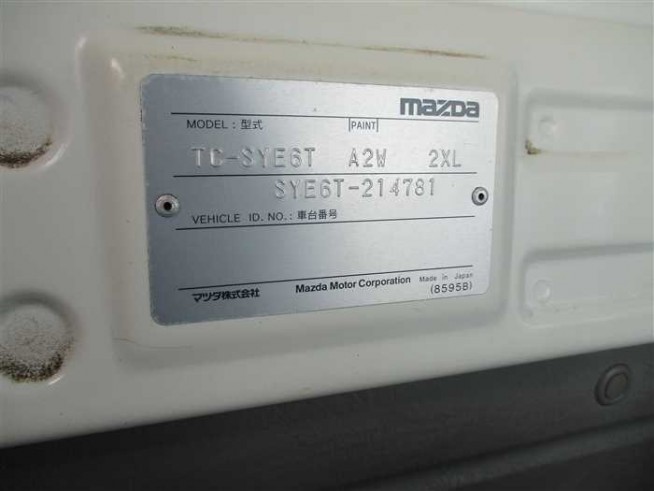 mazda
MODEL : 型式 PAINT
TC-SYE6T A2W 2XL
SYE6T-214781
VEHICLE ID. NO. : 車台番号
マツダ株式会社 Mazda Motor Corporation Made in Japan
(8595B)